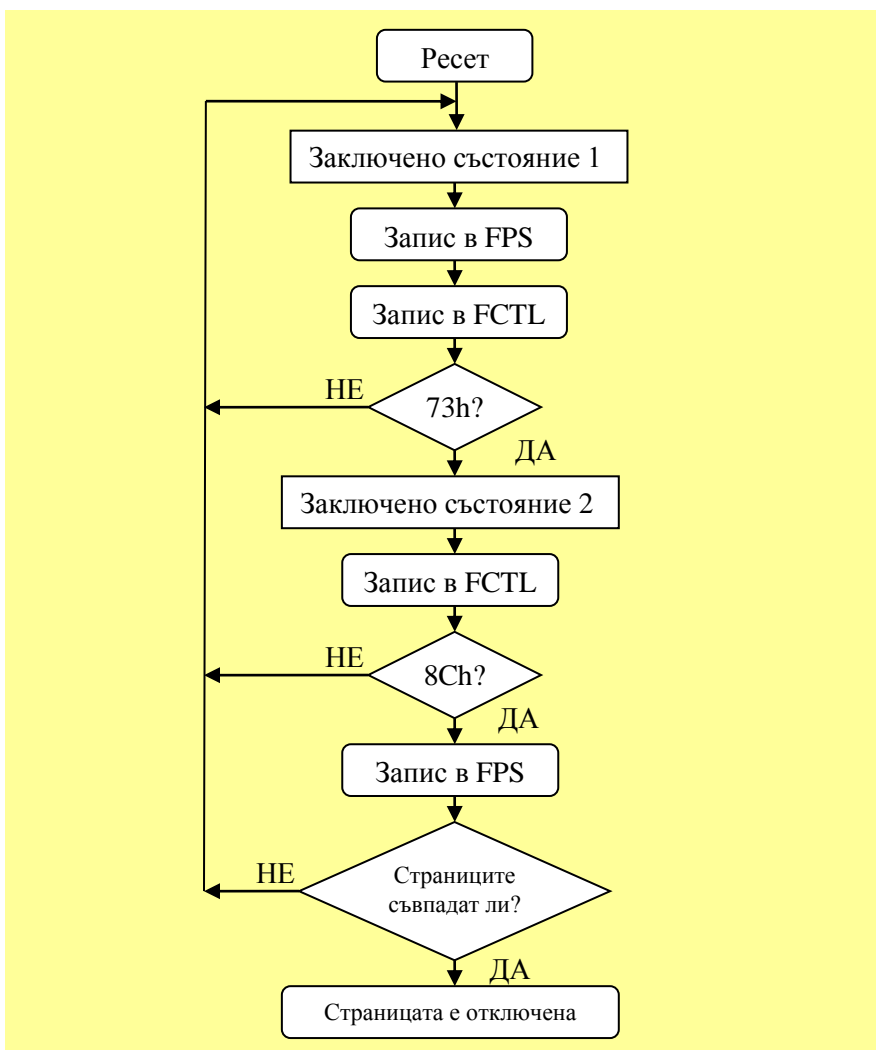 Ресет
Заключено състояние 1
Запис в FPS
Запис в FCTL
НЕ
73h?
ДА
Заключено състояние 2
Запис в FCTL
НЕ
8Ch?
ДА
Запис в FPS
НЕ
Страниците
съвпадат ли?
ДА
Страницата е отключена